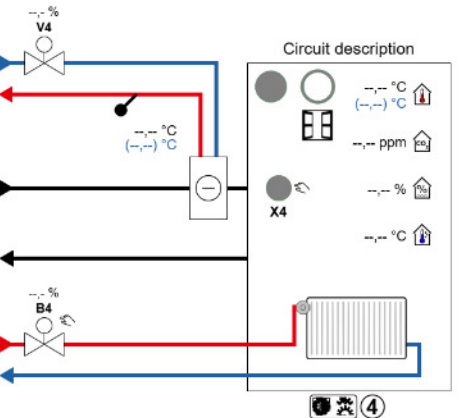 --,- %
V4
Circuit description
--,-- °C
(--,--) °C
--,-- °C
(--,--) °C
--,-- ppm
CO₂
--,-- %
%
X4
--,-- °C
--,- %
B4
4